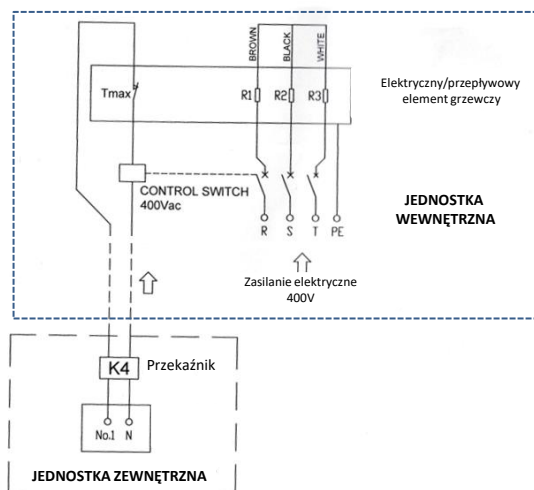 BROWN
BLACK
WHITE
Tmax
R1
R2
R3
Elektryczny/przepływowy
element grzewczy
CONTROL SWITCH
400Vac
R S T PE
JEDNOSTKA
WEWNĘTRZNA
Zasilanie elektryczne
400V
K4
Przekaźnik
No.1 N
JEDNOSTKA ZEWNĘTRZNA